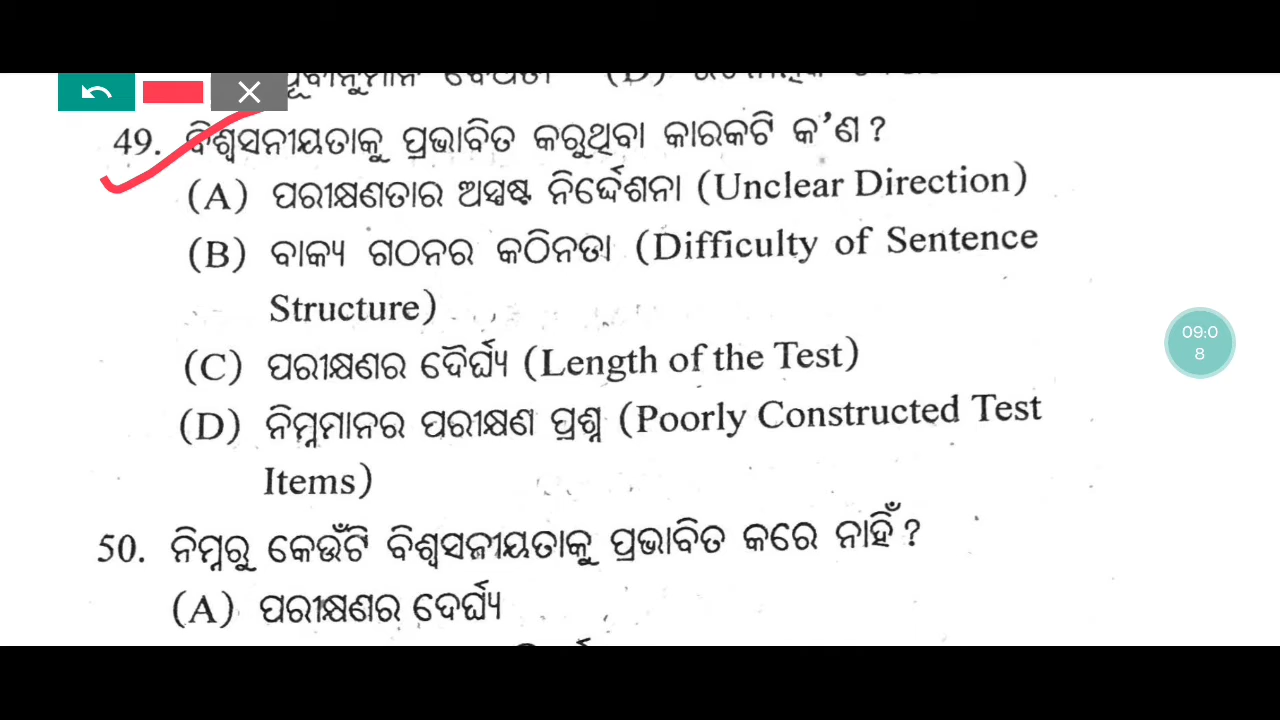 49. ବିଶ୍ୱସନୀୟତାକୁ ପ୍ରଭାବିତ କରୁଥିବା କାରକଟି କ'ଣ ?
(A) ପରୀକ୍ଷଣତାର ଅସ୍ପଷ୍ଟ ନିର୍ଦ୍ଦେଶନା (Unclear Direction)
(B) ବାକ୍ୟ ଗଠନର କଠିନତା (Difficulty of Sentence
Structure)
(C) ପରୀକ୍ଷଣର ଦୈର୍ଘ୍ୟ (Length of the Test)
(D) ନିମ୍ନମାନର ପରୀକ୍ଷଣ ପ୍ରଶ୍ନ (Poorly Constructed Test
Items)
50. ନିମ୍ନରୁ କେଉଁଟି ବିଶ୍ୱସନୀୟତାକୁ ପ୍ରଭାବିତ କରେ ନାହିଁ ?
(A) ପରୀକ୍ଷଣର ଦେର୍ଘ୍ୟ
09:0
8